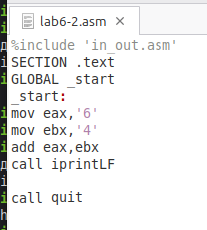 lab6-2.asm ×
%include 'in_out.asm'
SECTION .text
GLOBAL _start
_start:
mov eax,'6'
mov ebx,'4'
add eax,ebx
call iprintLF
call quit